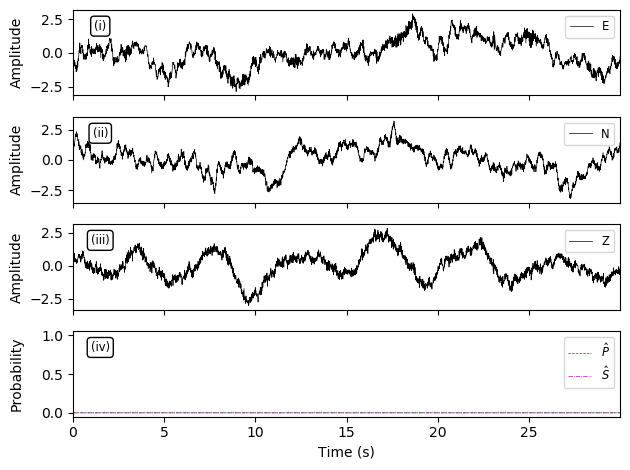 Amplitude
2.5
0.0
−2.5
(i)
E
Amplitude
2.5
0.0
−2.5
(ii)
N
Amplitude
2.5
0.0
−2.5
(iii)
Z
Probability
1.0
0.5
0.0
(iv)
P̂
Ŝ
0 5 10 15 20 25
Time (s)